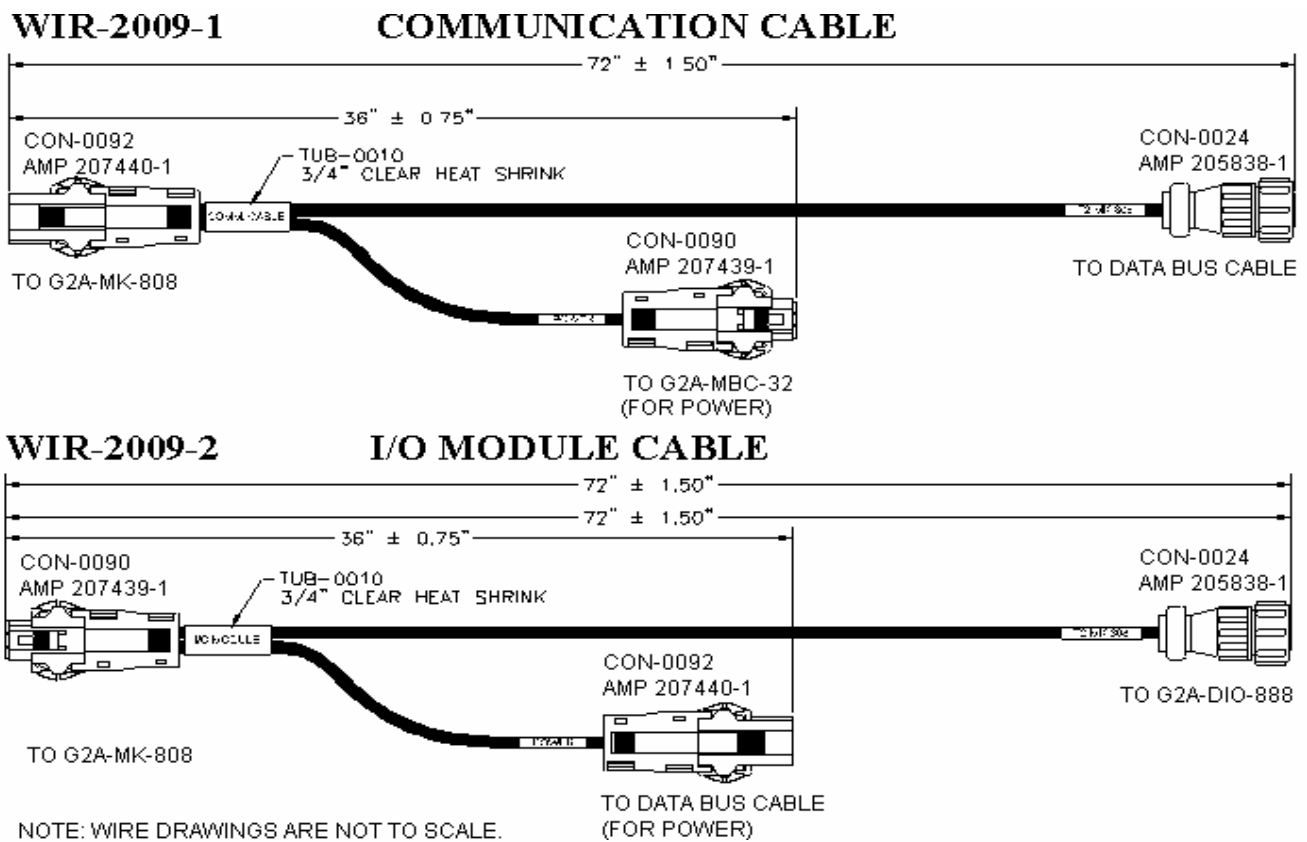 WIR-2009-1 COMMUNICATION CABLE
72" ± 1 50"
36" ± 0 75"
CON-0092
AMP 207440-1
TUB-0010
3/4" CLEAR HEAT SHRINK
CON-0024
AMP 205838-1
TO G2A-MK-808
CON-0090
AMP 207439-1
TO DATA BUS CABLE
TO G2A-MBC-32
(FOR POWER)
WIR-2009-2 I/O MODULE CABLE
72" ± 1.50"
72" ± 1.50"
36" ± 0.75"
CON-0090
AMP 207439-1
TUB-0010
3/4" CLEAR HEAT SHRINK
CON-0024
AMP 205838-1
I/O MODULE
CON-0092
AMP 207440-1
TO G2A-DIO-888
TO G2A-MK-808
TO DATA BUS CABLE
(FOR POWER)
NOTE: WIRE DRAWINGS ARE NOT TO SCALE.